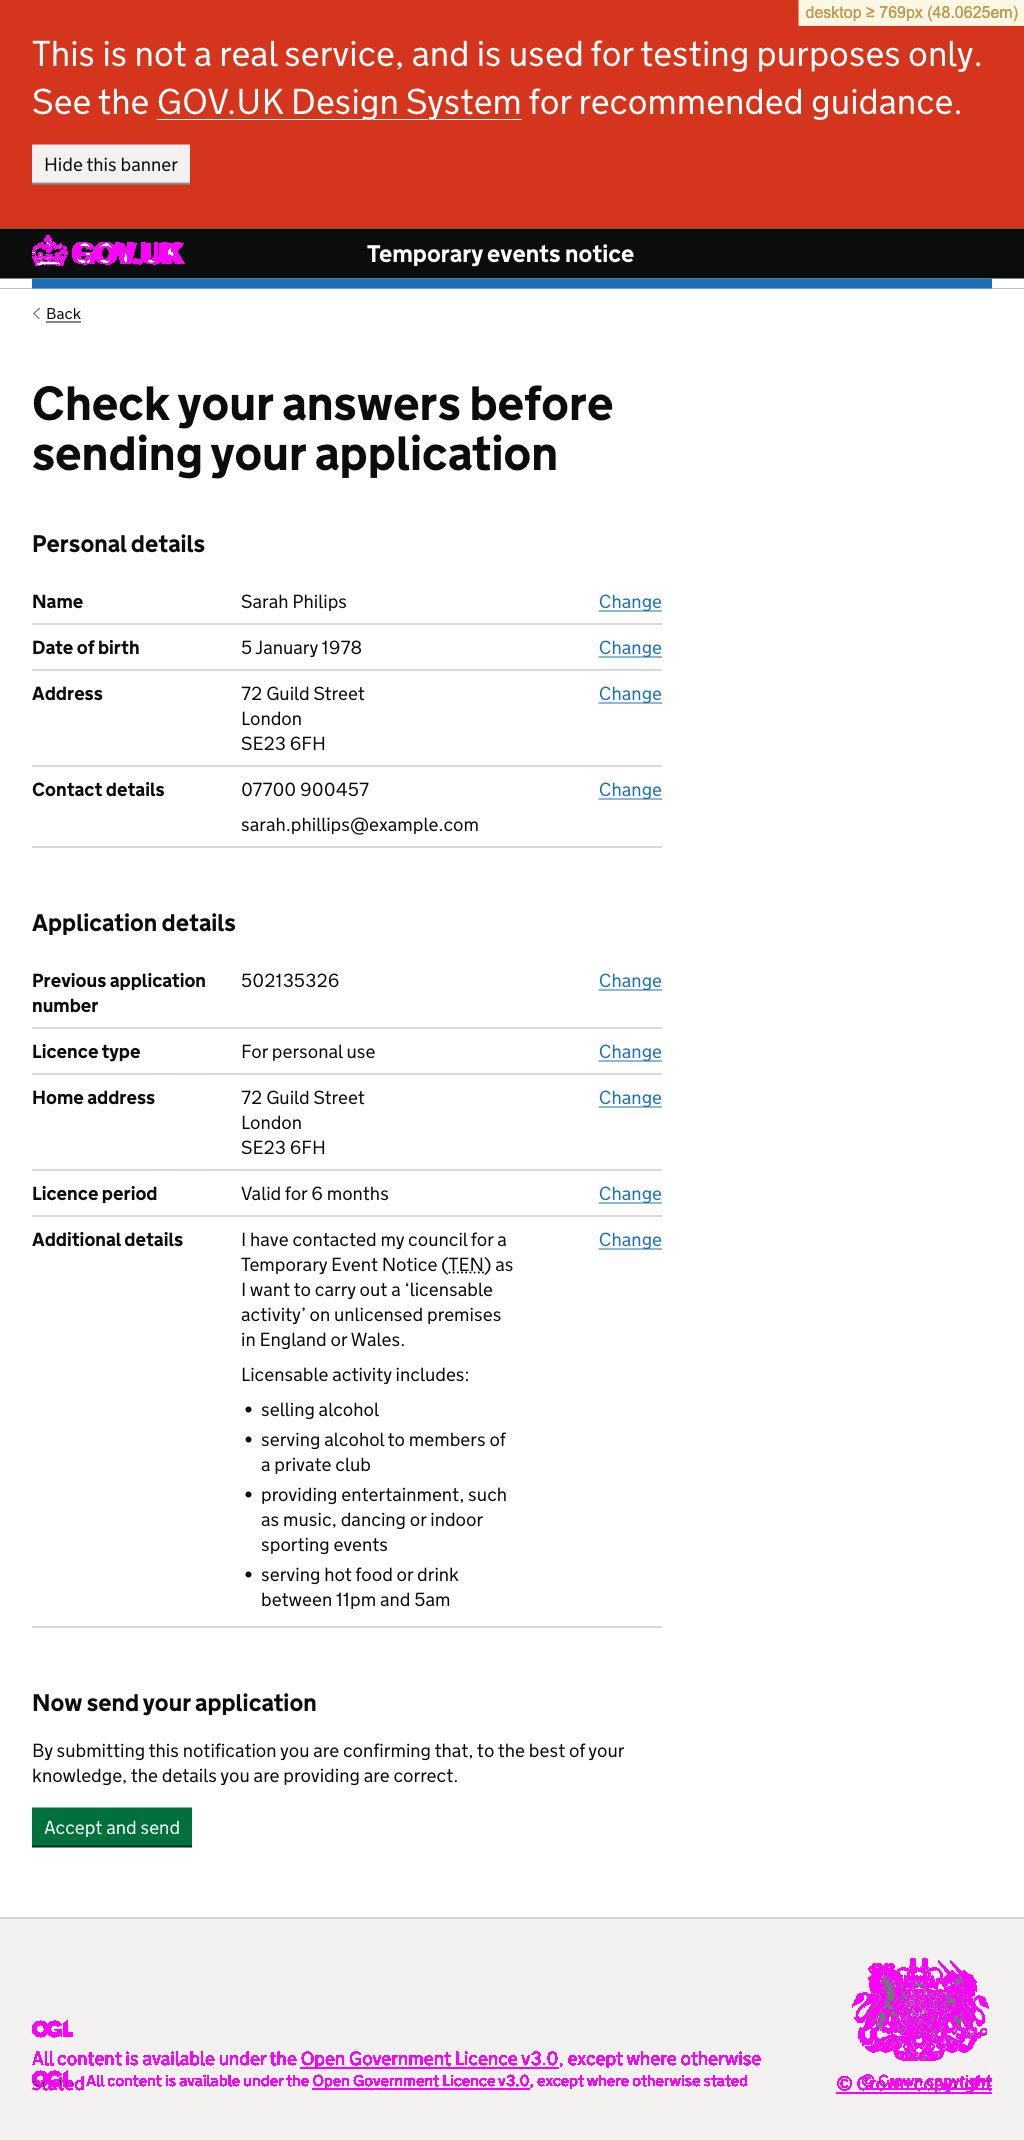 desktop ≥ 769px (48.0625em)
This is not a real service, and is used for testing purposes only.
See the GOV.UK Design System for recommended guidance.
Hide this banner
GOV.UK
Temporary events notice
Back
Check your answers before
sending your application
Personal details
Name Sarah Philips Change
Date of birth 5 January 1978 Change
Address 72 Guild Street Change
London
SE23 6FH
Contact details 07700 900457 Change
sarah.phillips@example.com
Application details
Previous application 502135326 Change
number
Licence type For personal use Change
Home address 72 Guild Street Change
London
SE23 6FH
Licence period Valid for 6 months Change
Additional details I have contacted my council for a Change
Temporary Event Notice (TEN) as
I want to carry out a ‘licensable
activity’ on unlicensed premises
in England or Wales.
Licensable activity includes:
• selling alcohol
• serving alcohol to members of
a private club
• providing entertainment, such
as music, dancing or indoor
sporting events
• serving hot food or drink
between 11pm and 5am
Now send your application
By submitting this notification you are confirming that, to the best of your
knowledge, the details you are providing are correct.
Accept and send
OGL
All content is available under the Open Government Licence v3.0, except where otherwise
stated
OGL All content is available under the Open Government Licence v3.0, except where otherwise stated
© Crown copyright
© Crown copyright